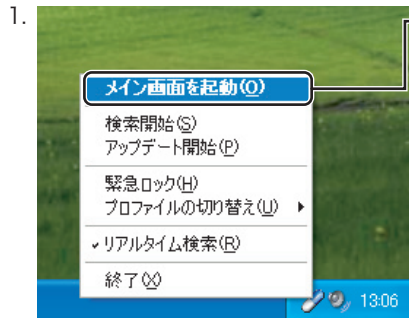 1.
メイン画面を起動(O)
検索開始(S)
アップデート開始(P)
緊急ロック(H)
プロファイルの切り替え(U)
リアルタイム検索(R)
終了(X)
13:06